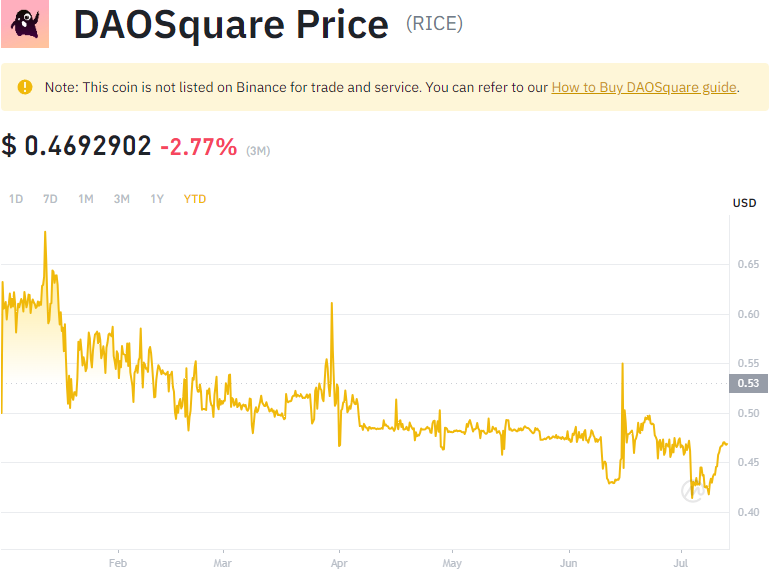 DAOSquare Price (RICE)
Note: This coin is not listed on Binance for trade and service. You can refer to our How to Buy DAOSquare guide.
$ 0.4692902 -2.77% (3M)
1D 7D 1M 3M 1Y YTD
USD
0.65
0.60
0.55
0.53
0.50
0.45
0.40
Feb Mar Apr May Jun Jul